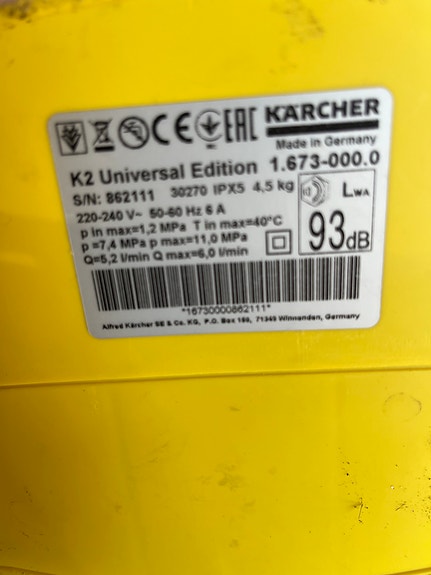 CE EAC KÄRCHER
Made in Germany
K2 Universal Edition 1.673-000.0
S/N: 862111 30270 IPX5 4,5 kg
220-240 V~ 50-60 Hz 6 A
p in max=1,2 MPa T in max=40°C
p =7,4 MPa p max=11,0 MPa
Q=5,2 l/min Q max=6,0 l/min
LWA
93dB
*16730000862111*
Alfred Kärcher SE & Co. KG, P.O. Box 160, 71349 Winnenden, Germany